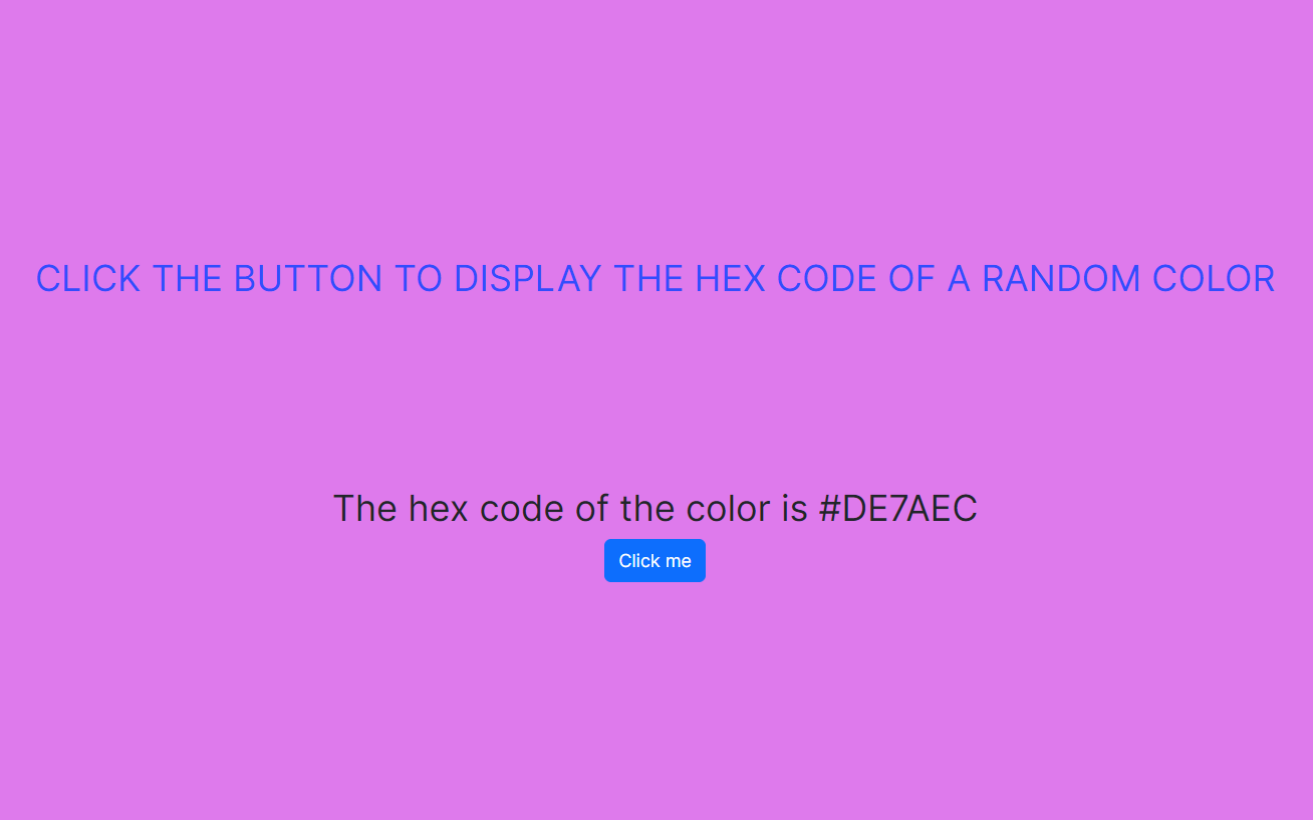 CLICK THE BUTTON TO DISPLAY THE HEX CODE OF A RANDOM COLOR
The hex code of the color is #DE7AEC
Click me